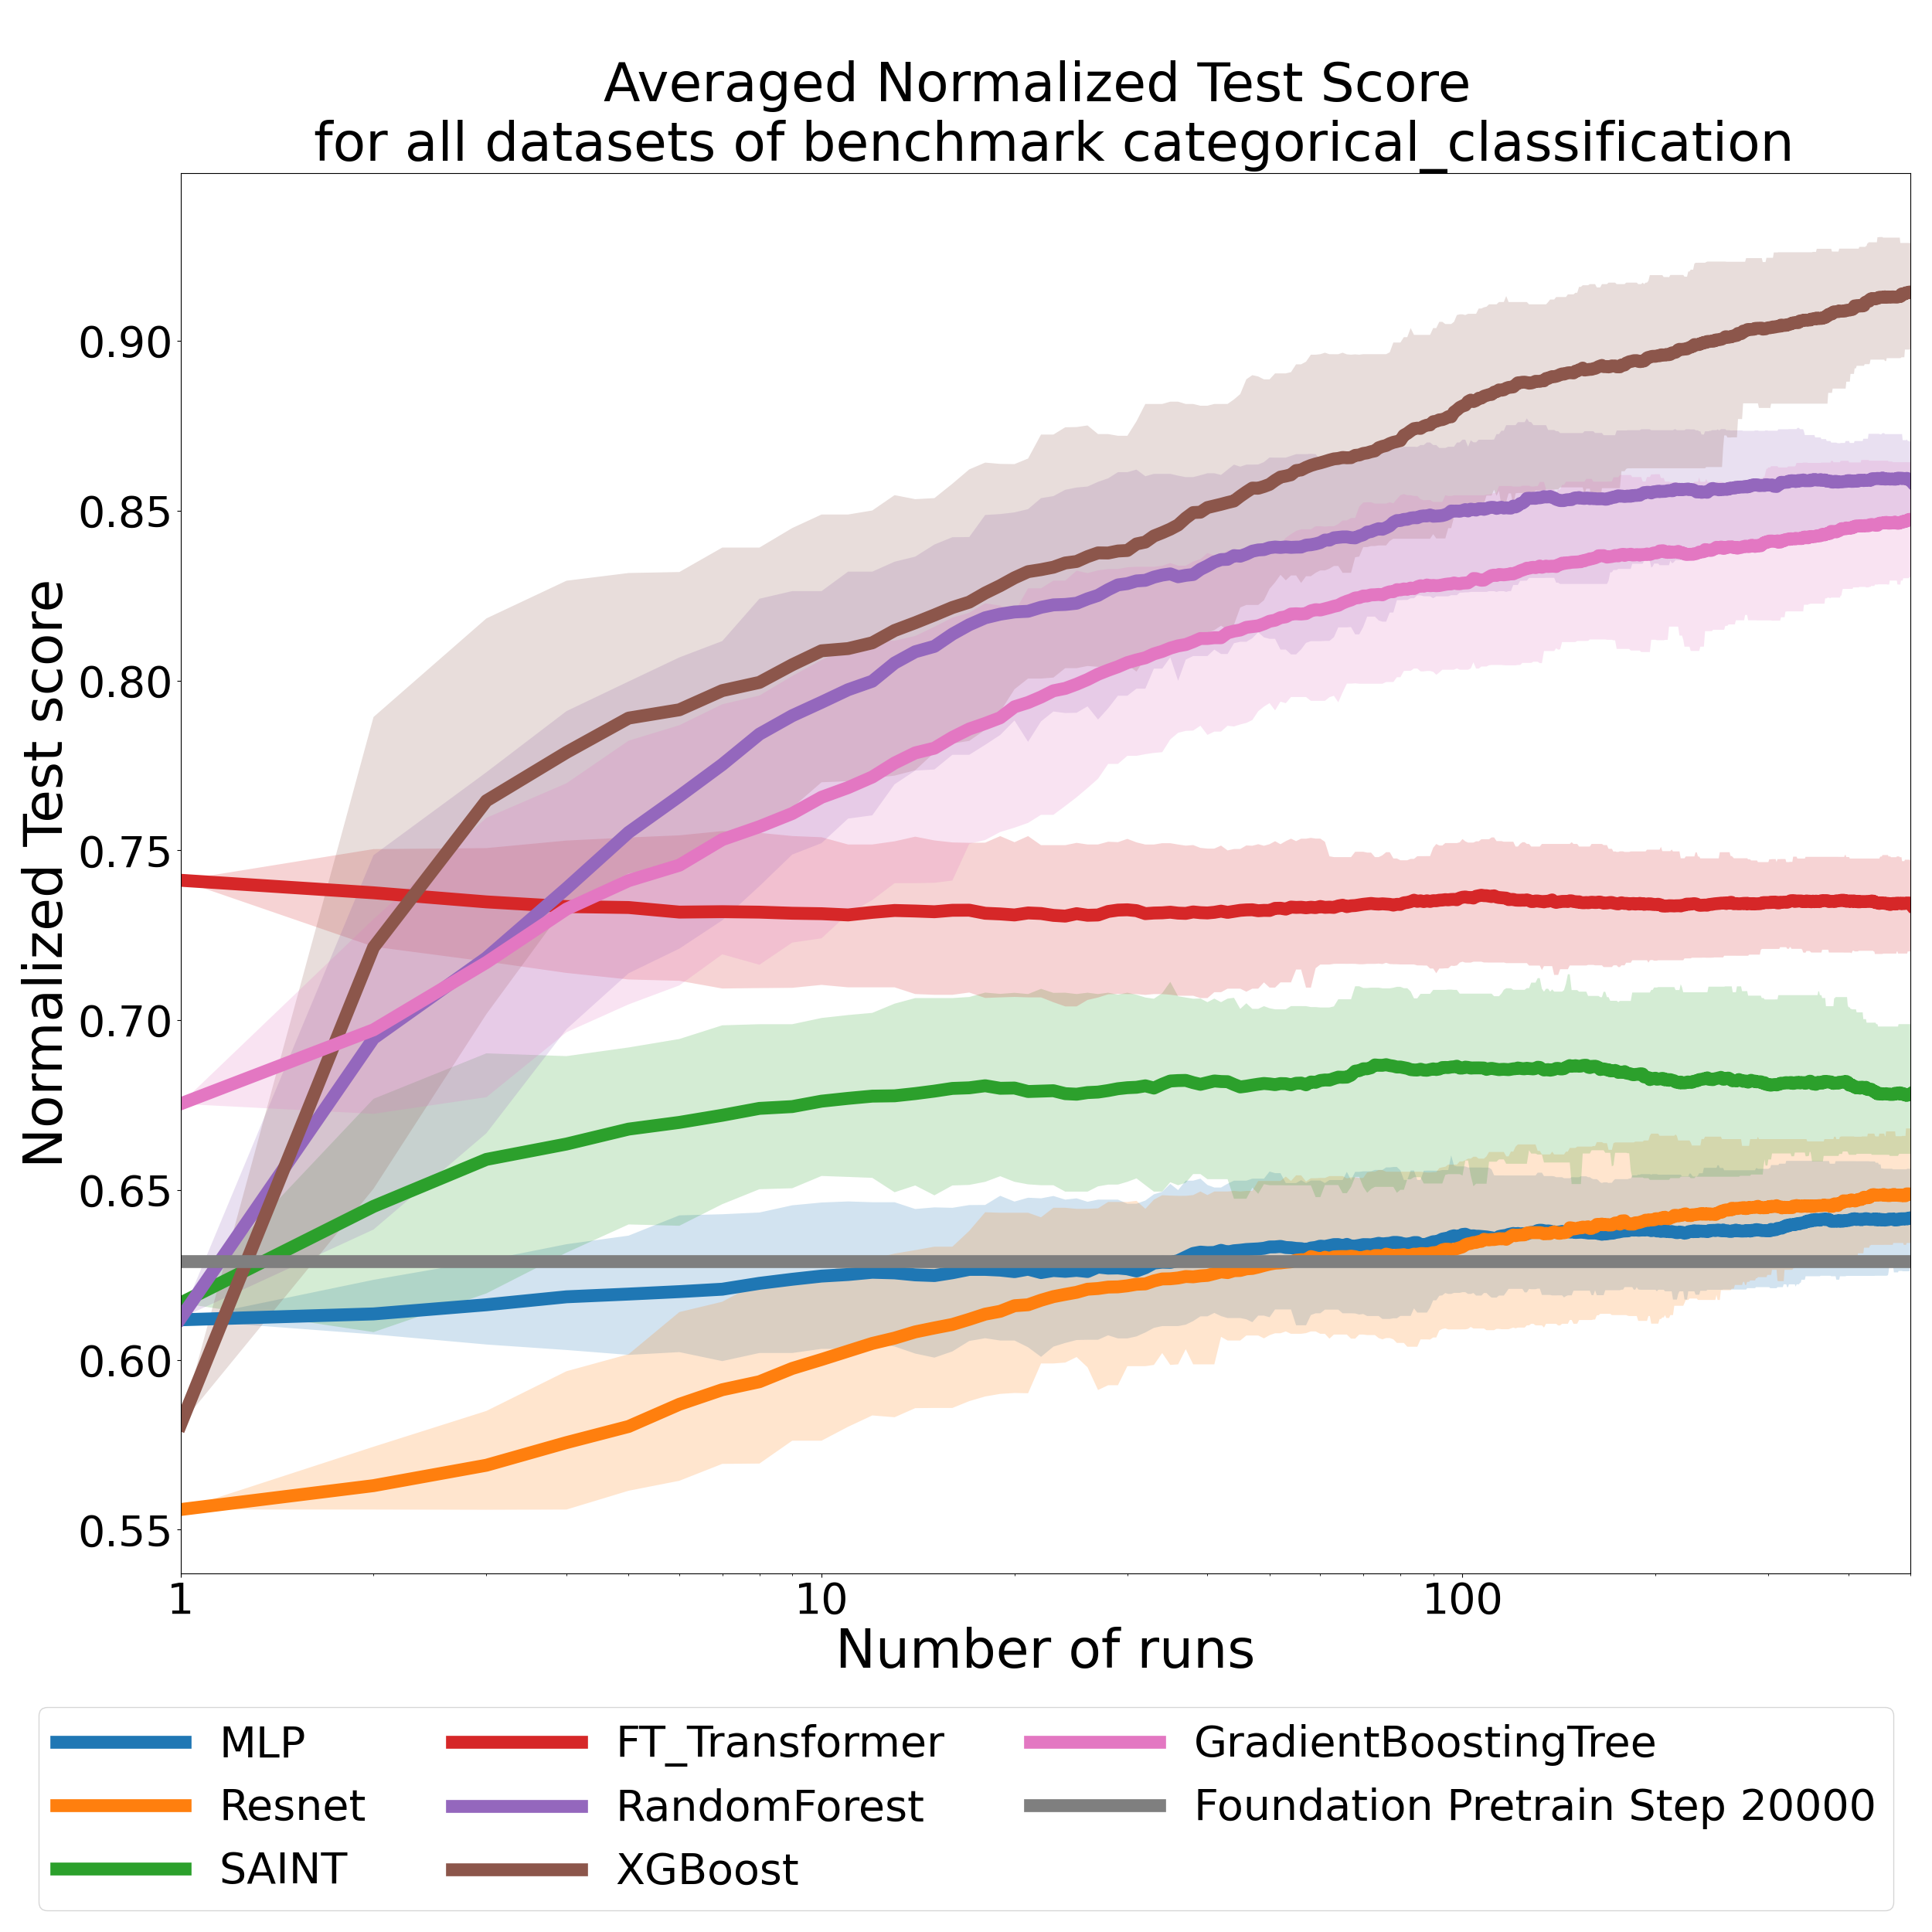 Averaged Normalized Test Score
for all datasets of benchmark categorical_classification
Normalized Test score
0.90
0.85
0.80
0.75
0.70
0.65
0.60
0.55
1
10
100
Number of runs
MLP
Resnet
SAINT
FT_Transformer
RandomForest
XGBoost
GradientBoostingTree
Foundation Pretrain Step 20000